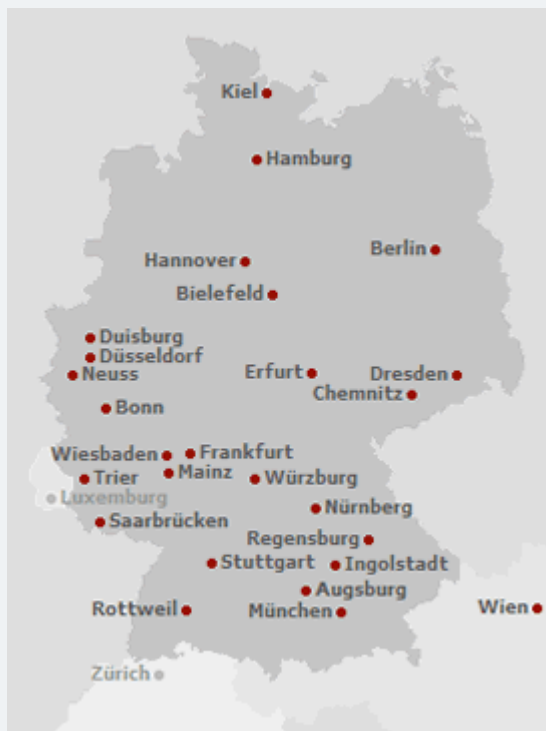 Kiel
Hamburg
Berlin
Hannover
Bielefeld
Duisburg
Düsseldorf
Neuss
Erfurt
Dresden
Chemnitz
Bonn
Wiesbaden
Frankfurt
Mainz
Trier
Würzburg
Luxemburg
Nürnberg
Saarbrücken
Regensburg
Stuttgart
Ingolstadt
Augsburg
Rottweil
München
Wien
Zürich